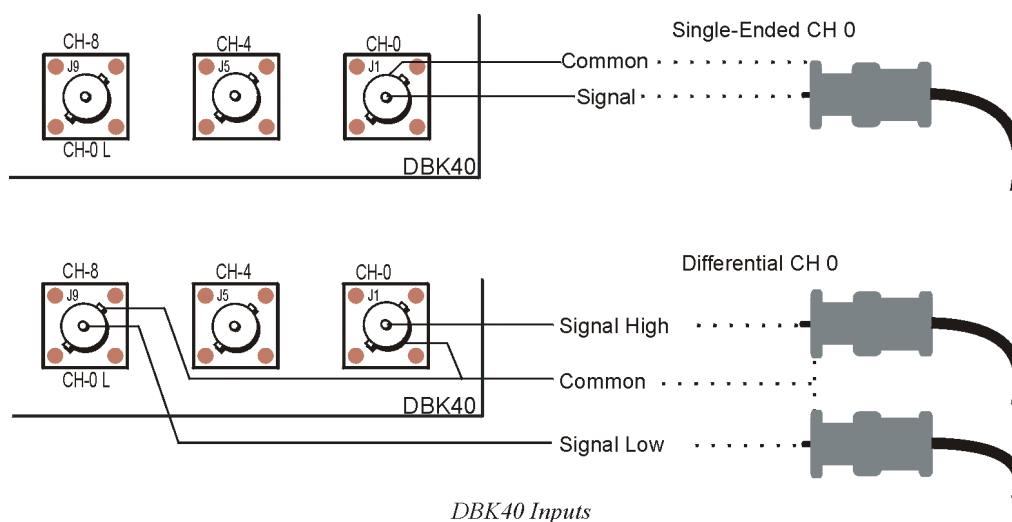 Single-Ended CH 0
CH-8
CH-4
CH-0
J9
J5
J1
Common
Signal
CH-0 L
DBK40
Differential CH 0
CH-8
CH-4
CH-0
J9
J5
J1
Signal High
Common
CH-0 L
DBK40
Signal Low
DBK40 Inputs